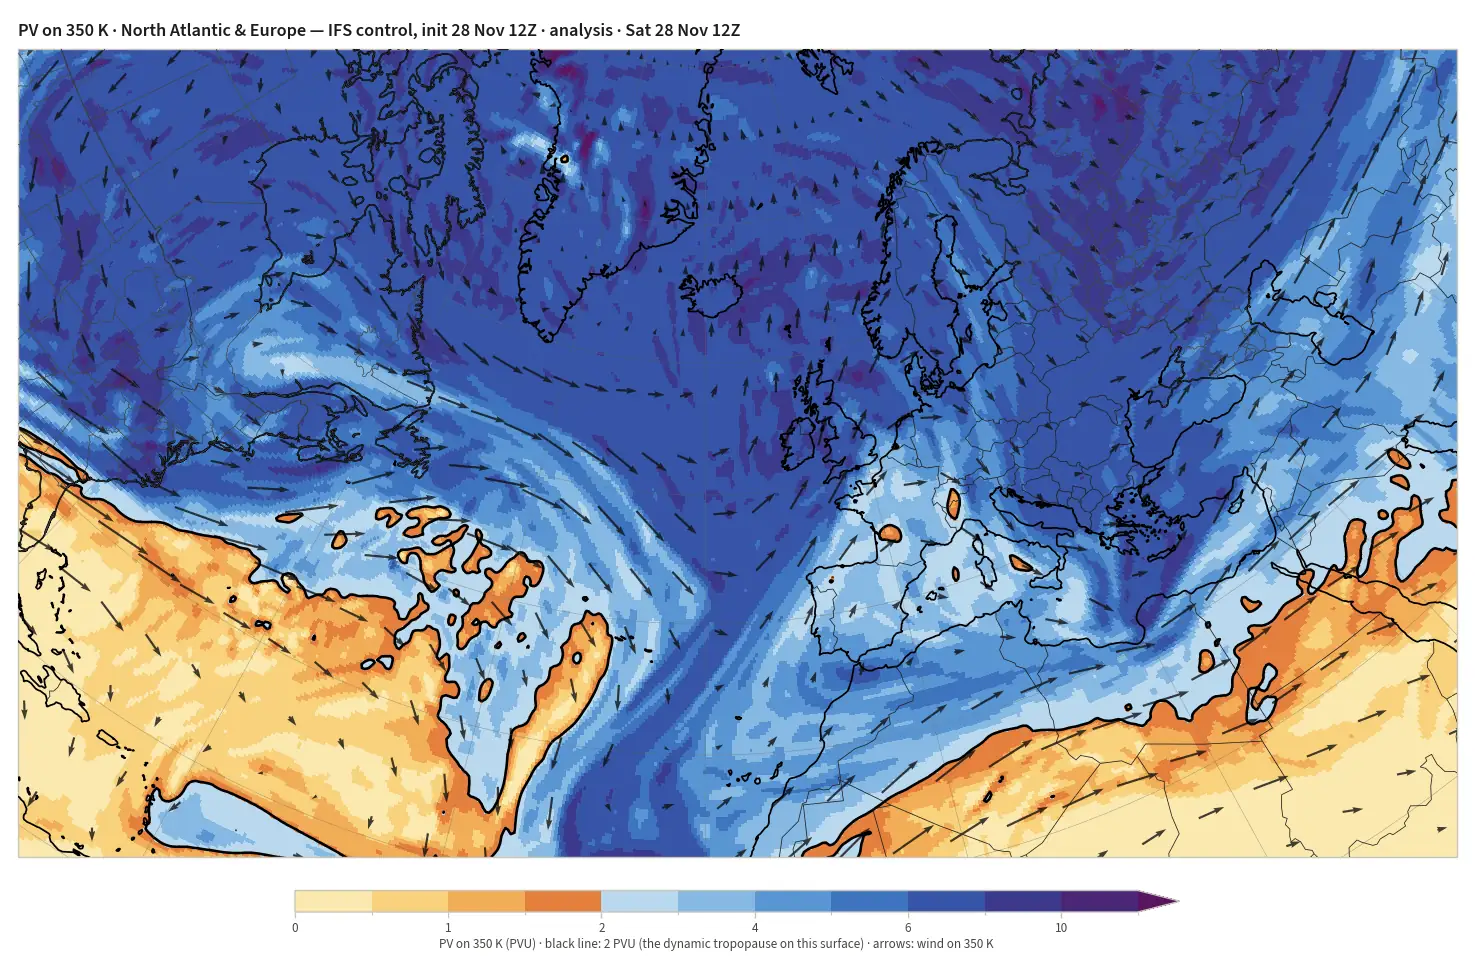 PV on 350 K · North Atlantic & Europe — IFS control, init 28 Nov 12Z · analysis · Sat 28 Nov 12Z
0 1 2 4 6 10
PV on 350 K (PVU) · black line: 2 PVU (the dynamic tropopause on this surface) · arrows: wind on 350 K